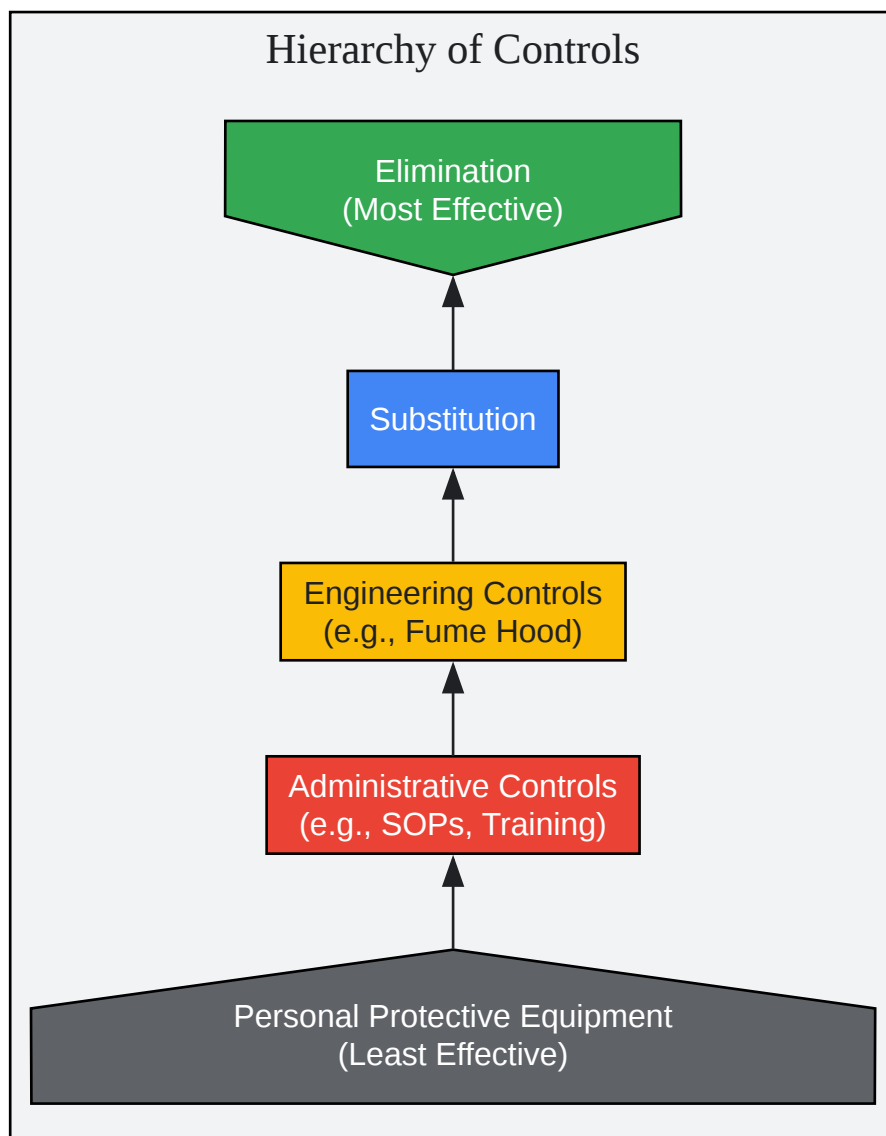 Hierarchy of Controls
Elimination
(Most Effective)
Substitution
Engineering Controls
(e.g., Fume Hood)
Administrative Controls
(e.g., SOPs, Training)
Personal Protective Equipment
(Least Effective)